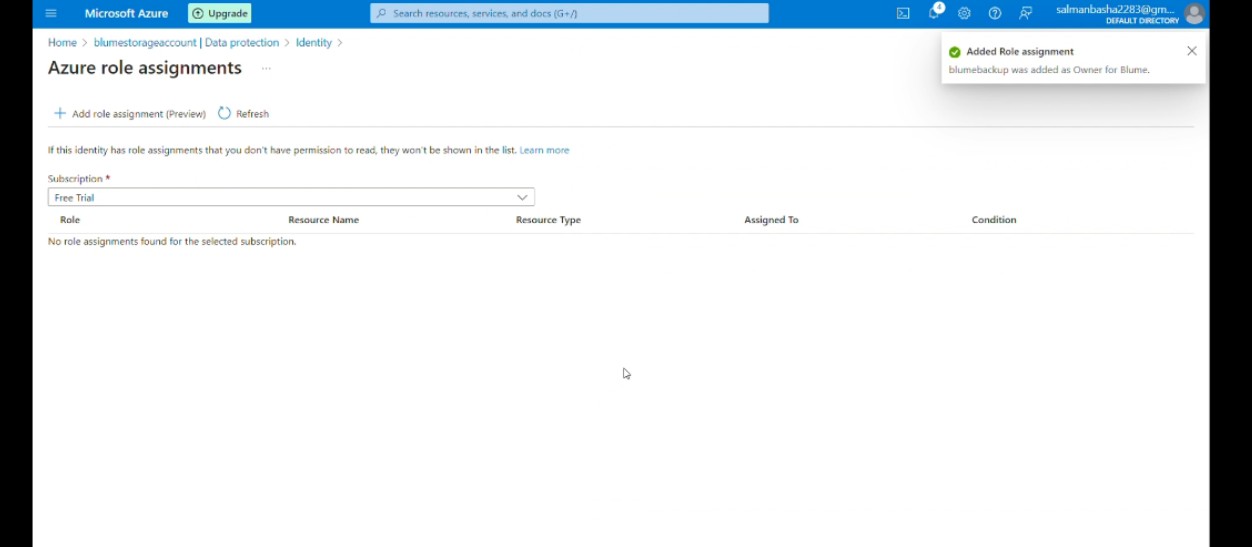 Microsoft Azure
Upgrade
Search resources, services, and docs (G+/)
4
salmanbasha2283@gm...
DEFAULT DIRECTORY
Home > blumestorageaccount | Data protection > Identity >
Azure role assignments ...
Added Role assignment
blumebackup was added as Owner for Blume.
Add role assignment (Preview) Refresh
If this identity has role assignments that you don't have permission to read, they won't be shown in the list. Learn more
Subscription *
Free Trial
Role Resource Name Resource Type Assigned To Condition
No role assignments found for the selected subscription.